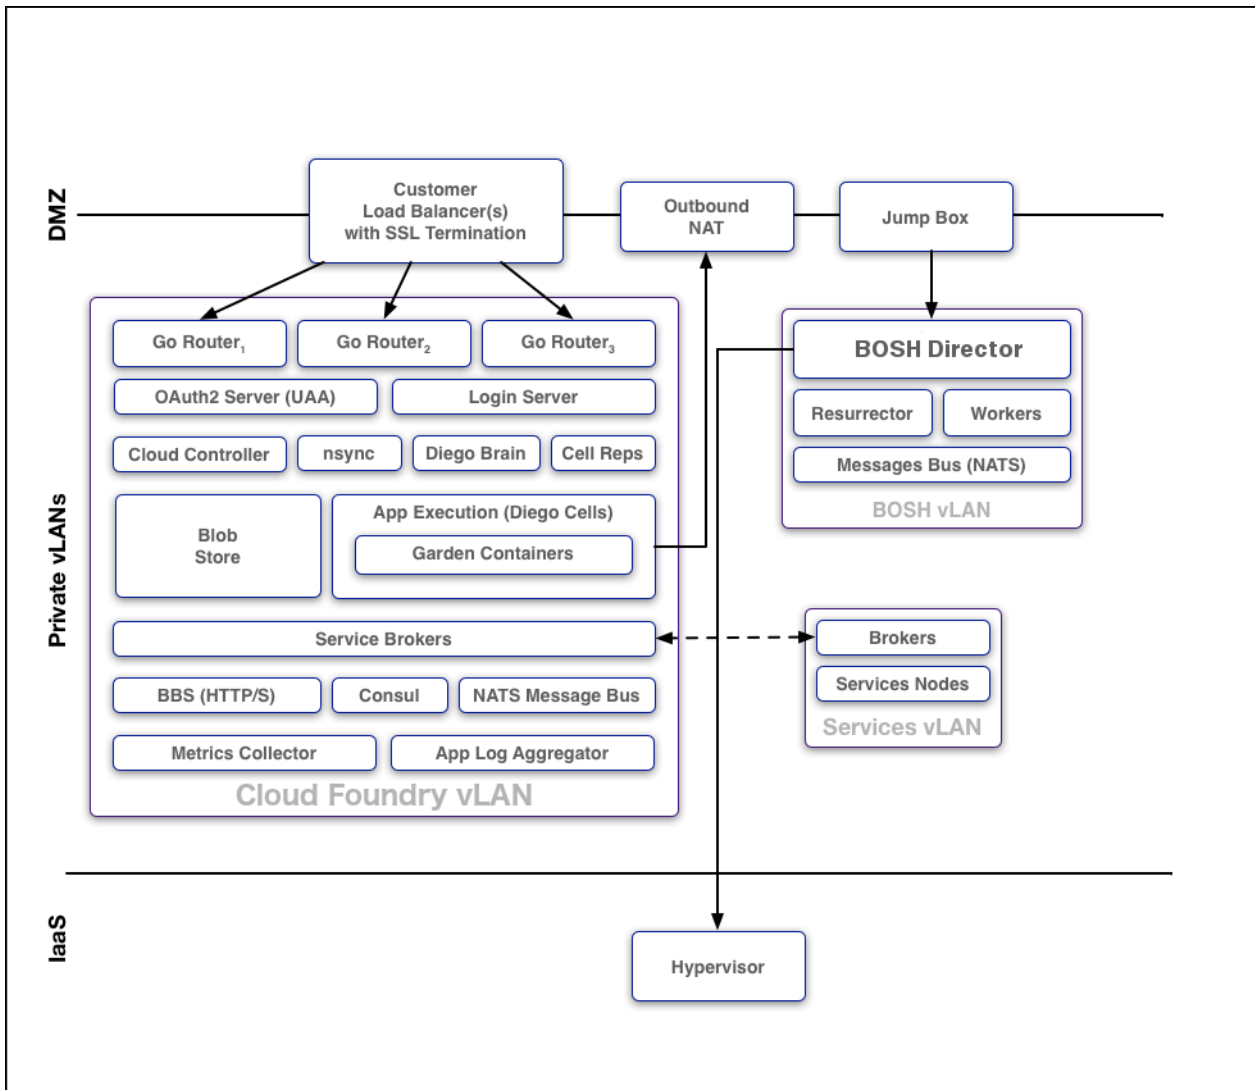 DMZ
Customer
Load Balancer(s)
with SSL Termination
Outbound
NAT
Jump Box
Private vLANs
Go Router1
Go Router2
Go Router3
OAuth2 Server (UAA)
Login Server
Cloud Controller
nsync
Diego Brain
Cell Reps
Blob
Store
App Execution (Diego Cells)
Garden Containers
Service Brokers
BBS (HTTP/S)
Consul
NATS Message Bus
Metrics Collector
App Log Aggregator
Cloud Foundry vLAN
BOSH Director
Resurrector
Workers
Messages Bus (NATS)
BOSH vLAN
Brokers
Services Nodes
Services vLAN
IaaS
Hypervisor